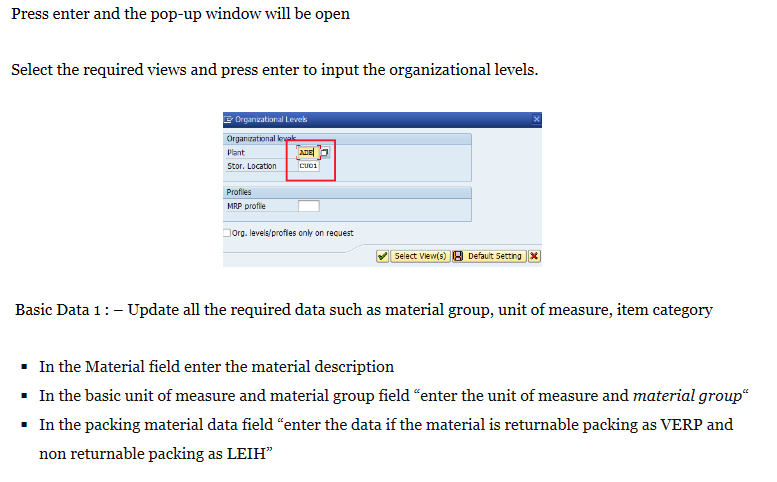 Press enter and the pop-up window will be open
Select the required views and press enter to input the organizational levels.
Organizational Levels
Organizational levels
Plant ADE
Stor. Location CU01
Profiles
MRP profile
Org. levels/profiles only on request
Select View(s) Default Setting
Basic Data 1 : – Update all the required data such as material group, unit of measure, item category
▪ In the Material field enter the material description
▪ In the basic unit of measure and material group field “enter the unit of measure and material group“
▪ In the packing material data field “enter the data if the material is returnable packing as VERP and
non returnable packing as LEIH”